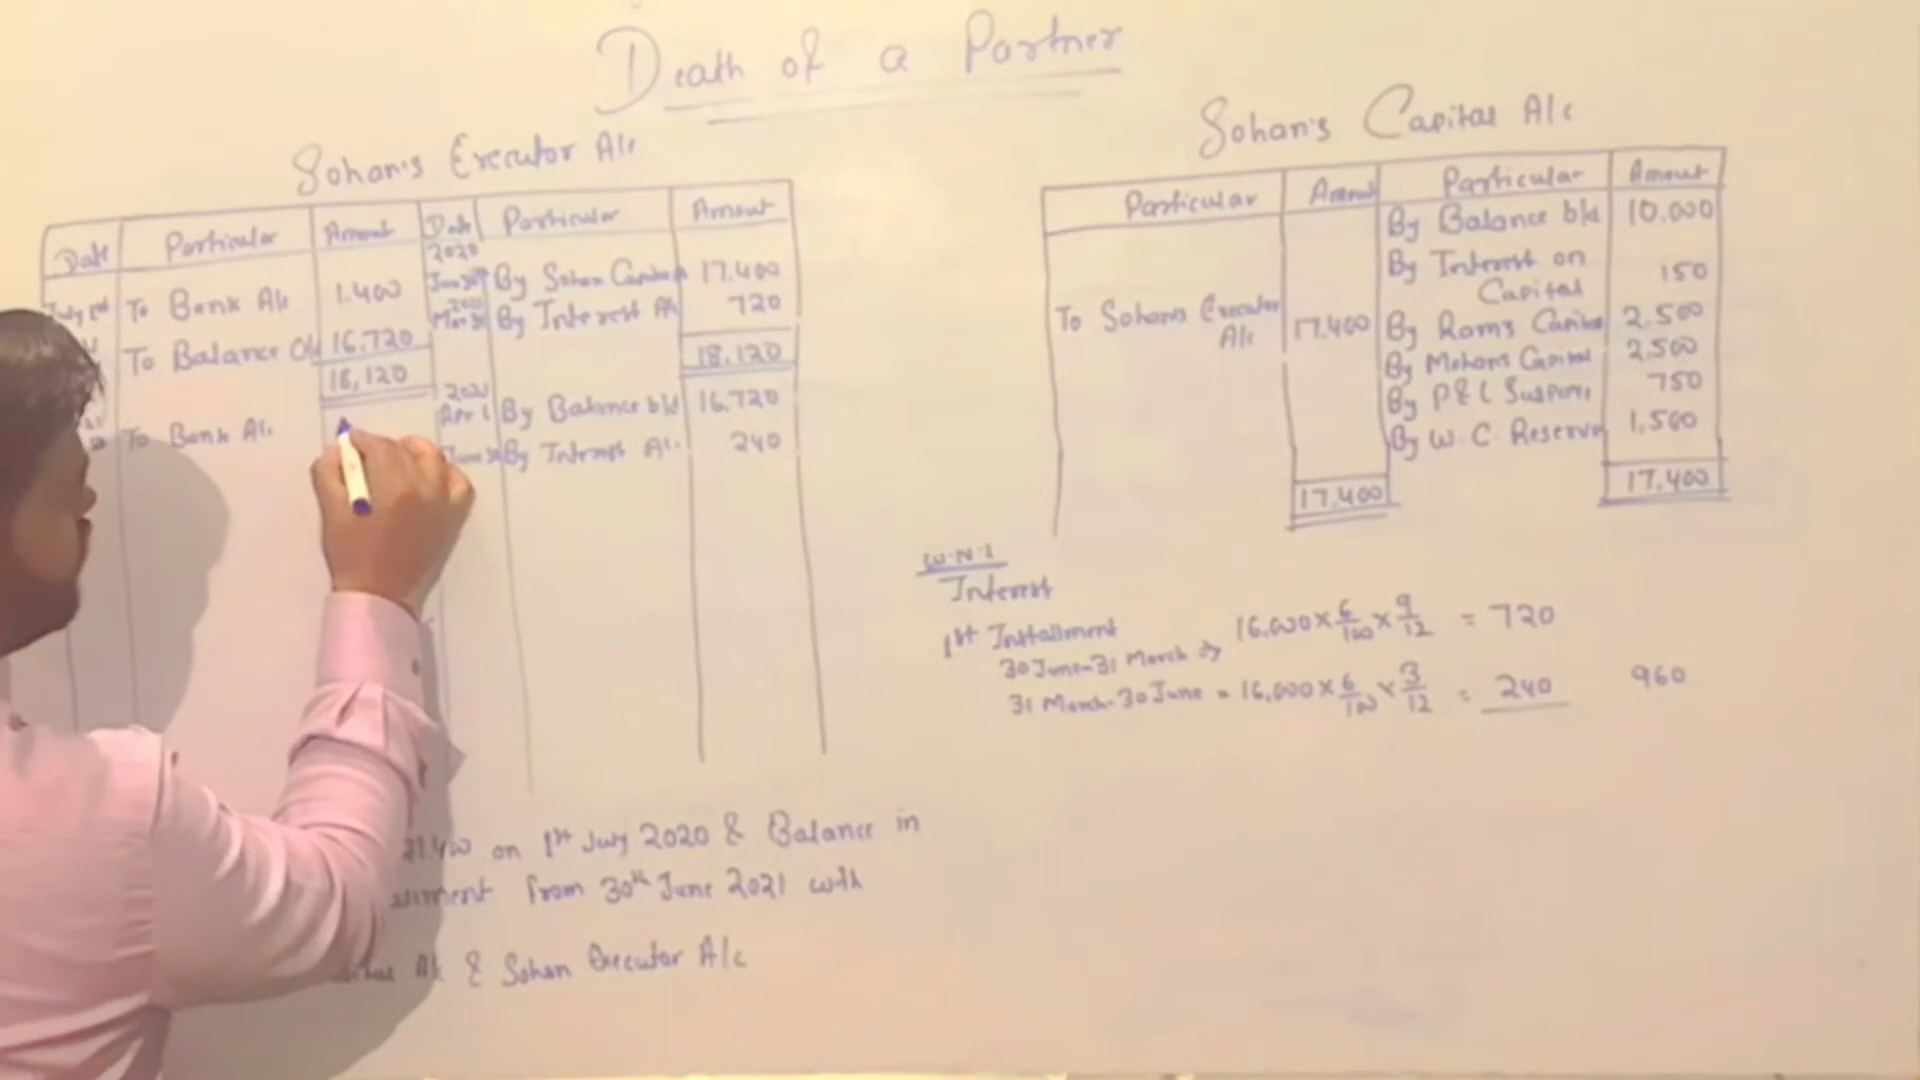 Death of a Partner
Sohan's Executor A/c
Date Particular Amount Date Particular Amount
2020
July 1st To Bank A/c 1.400 Jun 30 By Sohan Capital 17.400
2021
Mar 31 By Interest A/c 720
To Balance c/d 16.720
18,120 18,120
2021
To Bank A/c Apr 1 By Balance b/d 16.720
June 30 By Interest A/c 240
Sohan's Capital A/c
Particular Amount Particular Amount
By Balance b/d 10.000
By Interest on Capital 150
To Sohan's Executor A/c 17.400 By Ram's Capital 2.500
By Mohan's Capital 2.500
By P&L Suspense 750
By W.C Reserve 1,500
17.400 17.400
W.N.1
Interest
1st Installment
30 June-31 March ⇒ 16,000 × 6/100 × 9/12 = 720
31 March-30 June = 16,000 × 6/100 × 3/12 = 240 960
on 1st July 2020 & Balance in
from 30th June 2021 with
A/c & Sohan Executor A/c